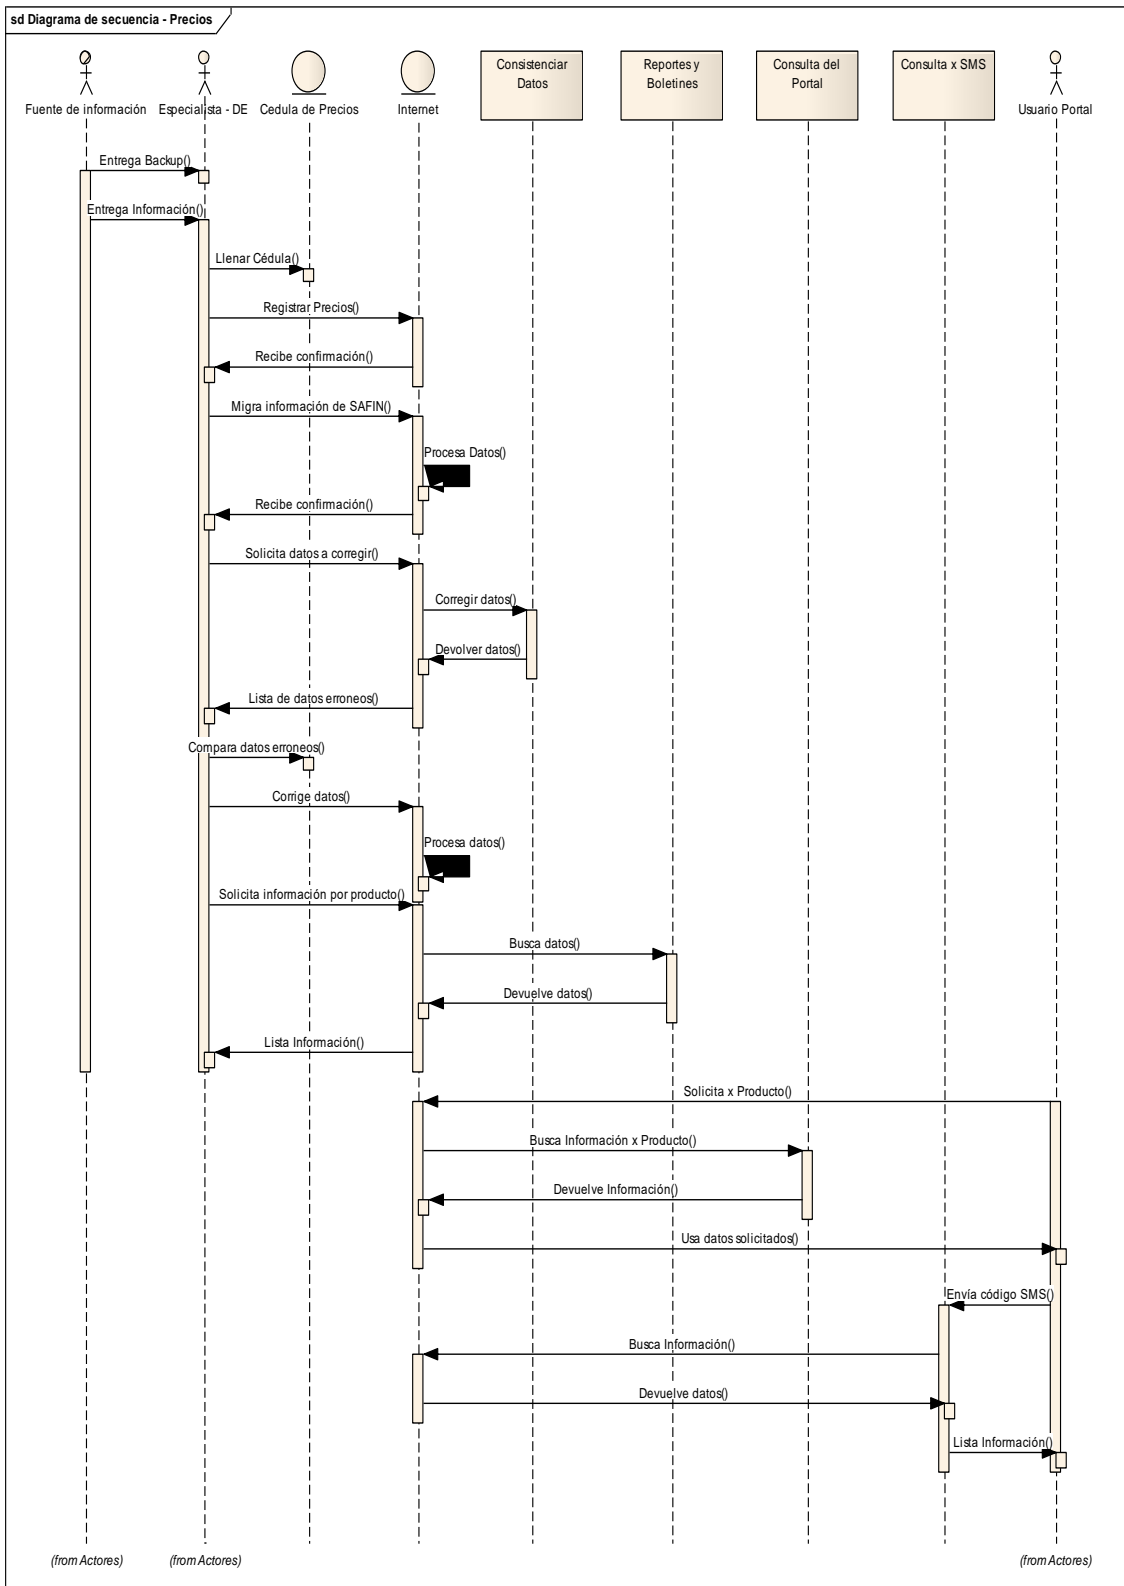 sd Diagrama de secuencia - Precios
Fuente de información
Especialista - DE
Cedula de Precios
Internet
Consistenciar
Datos
Reportes y
Boletines
Consulta del
Portal
Consulta x SMS
Usuario Portal
Entrega Backup()
Entrega Información()
Llenar Cédula()
Registrar Precios()
Recibe confirmación()
Migra información de SAFIN()
Procesa Datos()
Recibe confirmación()
Solicita datos a corregir()
Corregir datos()
Devolver datos()
Lista de datos erroneos()
Compara datos erroneos()
Corrige datos()
Procesa datos()
Solicita información por producto()
Busca datos()
Devuelve datos()
Lista Información()
Solicita x Producto()
Busca Información x Producto()
Devuelve Información()
Usa datos solicitados()
Envía código SMS()
Busca Información()
Devuelve datos()
Lista Información()
(from Actores)
(from Actores)
(from Actores)